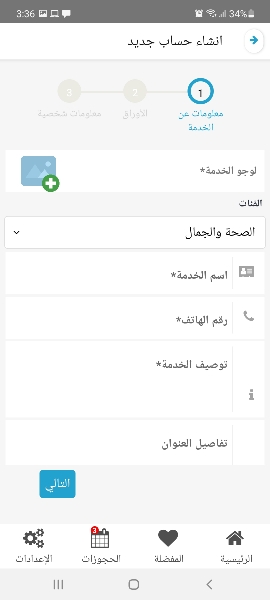 3:36
34%
انشاء حساب جديد
1
2
3
معلومات عن الخدمة
الأوراق
معلومات شخصية
لوجو الخدمة*
الفئات
الصحة والجمال
اسم الخدمة*
رقم الهاتف*
توصيف الخدمة*
تفاصيل العنوان
التالي
3
الرئيسية
المفضلة
الحجوزات
الإعدادات